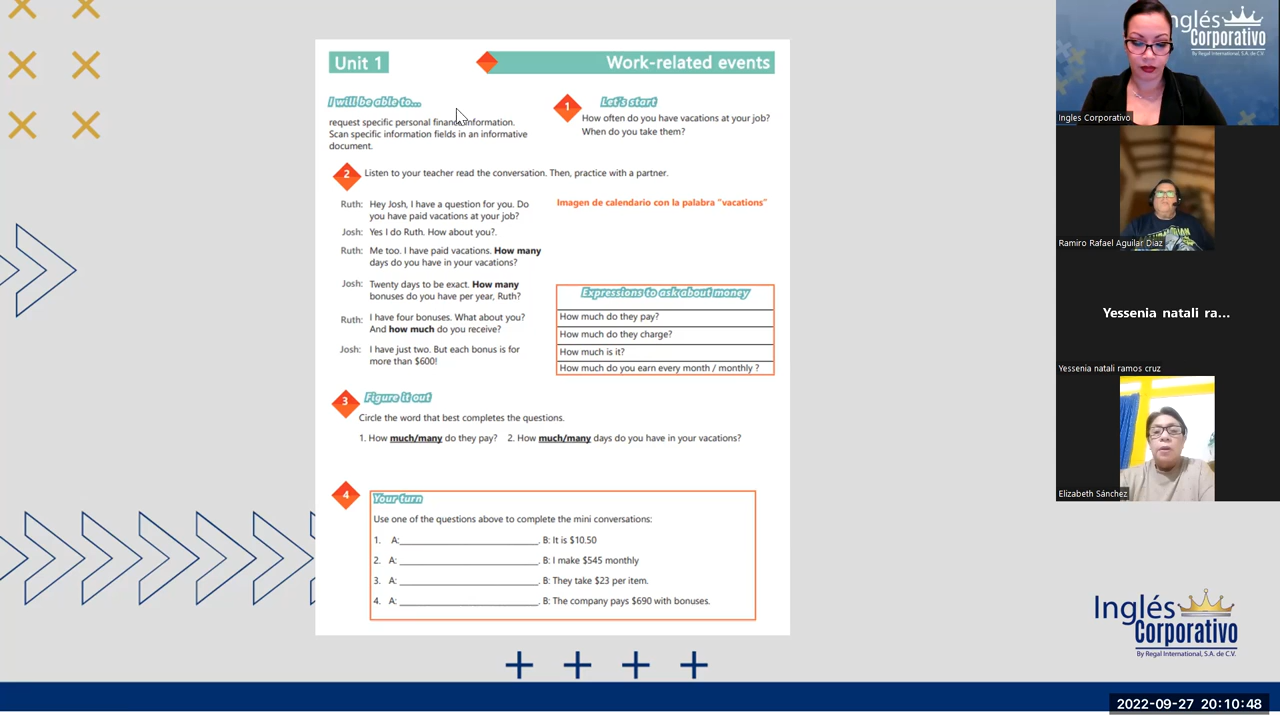 Unit 1
Work-related events
I will be able to...
request specific personal financ information.
Scan specific information fields in an informative
document.
1
Let's start
How often do you have vacations at your job?
When do you take them?
2
Listen to your teacher read the conversation. Then, practice with a partner.
Ruth: Hey Josh, I have a question for you. Do
you have paid vacations at your job?
Josh: Yes I do Ruth. How about you?.
Ruth: Me too. I have paid vacations. How many
days do you have in your vacations?
Josh: Twenty days to be exact. How many
bonuses do you have per year, Ruth?
Ruth: I have four bonuses. What about you?
And how much do you receive?
Josh: I have just two. But each bonus is for
more than $600!
Imagen de calendario con la palabra "vacations"
Expressions to ask about money
How much do they pay?
How much do they charge?
How much is it?
How much do you earn every month / monthly ?
3
Figure it out
Circle the word that best completes the questions.
1. How much/many do they pay? 2. How much/many days do you have in your vacations?
4
Your turn
Use one of the questions above to complete the mini conversations:
1. A:____________________________. B: It is $10.50
2. A: ____________________________. B: I make $545 monthly
3. A: ____________________________. B: They take $23 per item.
4. A: ____________________________. B: The company pays $690 with bonuses.
Inglés
Corporativo
By Regal International, S.A. de C.V.
Ingles Corporativo
Ramiro Rafael Aguilar Diaz
Yessenia natali ra...
Yessenia natali ramos cruz
Elizabeth Sánchez
Inglés
Corporativo
By Regal International, S.A. de C.V.
2022-09-27 20:10:48